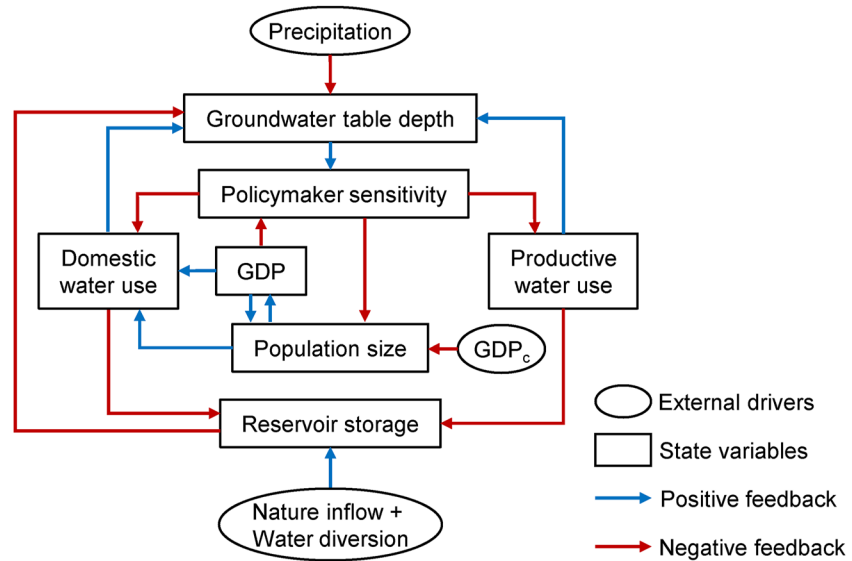 Precipitation
Groundwater table depth
Policymaker sensitivity
Domestic
water use
GDP
Productive
water use
Population size
GDPc
Reservoir storage
Nature inflow +
Water diversion
External drivers
State variables
Positive feedback
Negative feedback